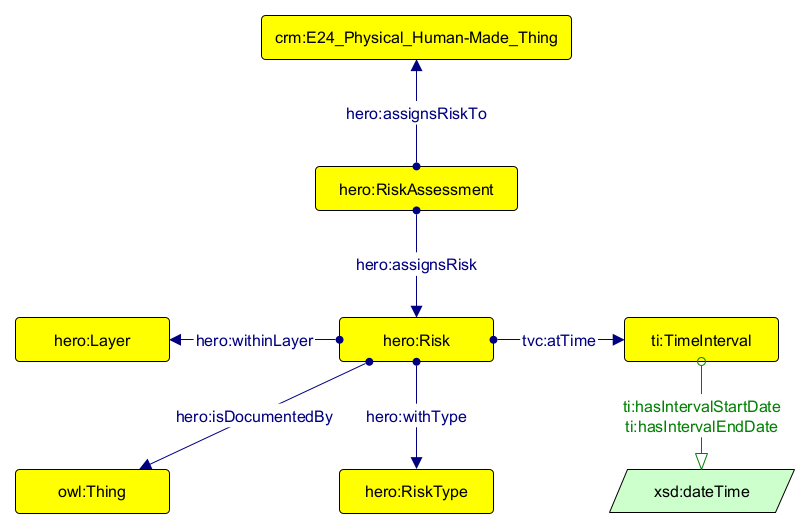 crm:E24_Physical_Human-Made_Thing
hero:assignsRiskTo
hero:RiskAssessment
hero:assignsRisk
hero:Layer
hero:withinLayer
hero:Risk
tvc:atTime
ti:TimeInterval
hero:isDocumentedBy
hero:withType
ti:hasIntervalStartDate
ti:hasIntervalEndDate
owl:Thing
hero:RiskType
xsd:dateTime